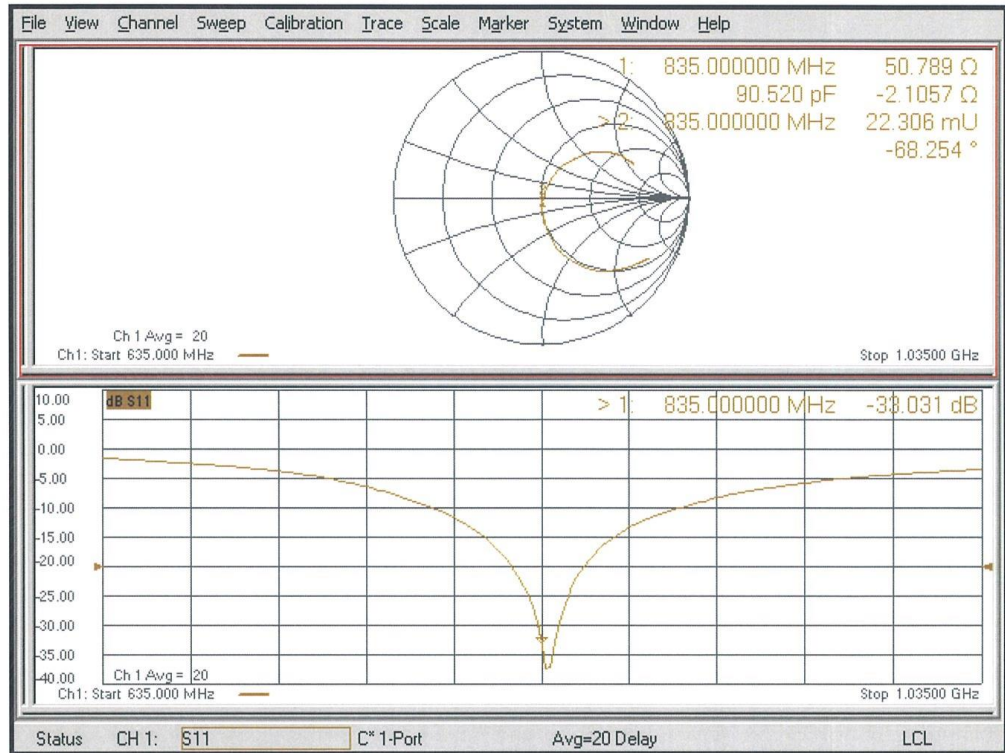 File View Channel Sweep Calibration Trace Scale Marker System Window Help
1: 835.000000 MHz 50.789 Ω
90.520 pF -2.1057 Ω
> 2: 835.000000 MHz 22.306 mU
-68.254 °
Ch 1 Avg = 20
Ch1: Start 635.000 MHz
Stop 1.03500 GHz
10.00
dB S11
> 1: 835.000000 MHz -33.031 dB
5.00
0.00
-5.00
-10.00
-15.00
-20.00
-25.00
-30.00
-35.00
-40.00
Ch 1 Avg = 20
Ch1: Start 635.000 MHz
Stop 1.03500 GHz
Status CH 1: S11 C* 1-Port Avg=20 Delay LCL